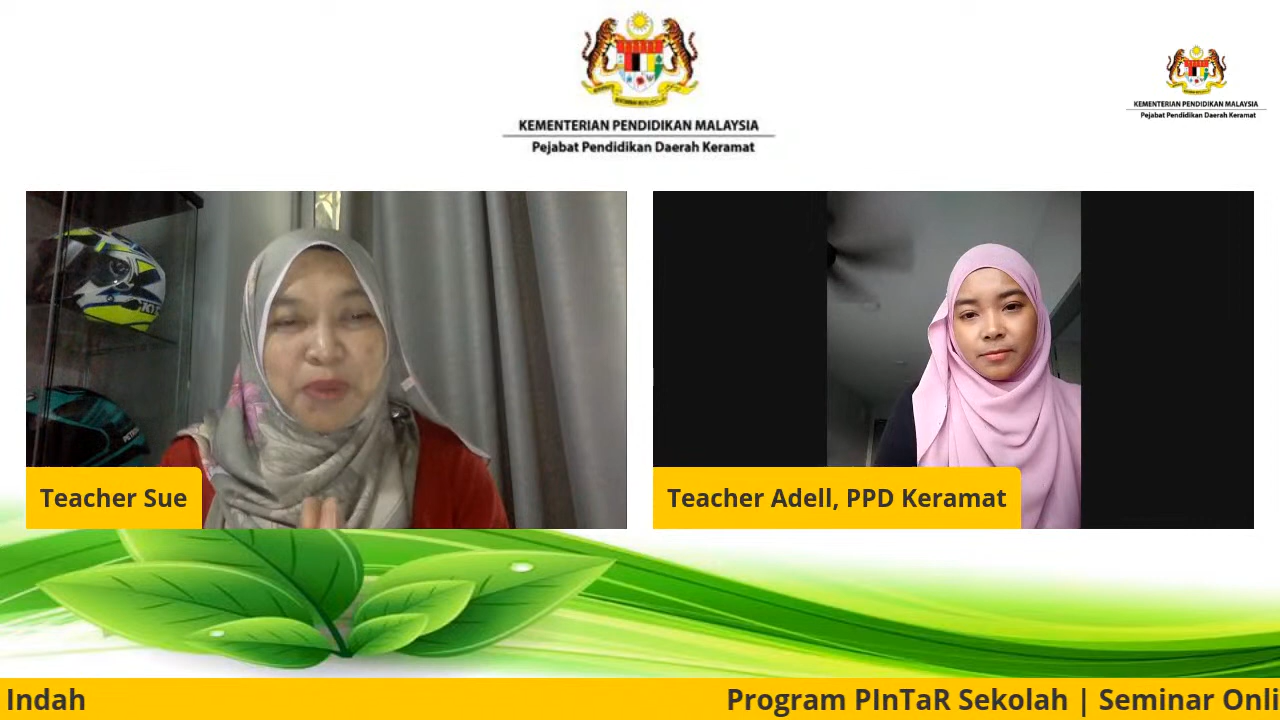 KEMENTERIAN PENDIDIKAN MALAYSIA
Pejabat Pendidikan Daerah Keramat
KEMENTERIAN PENDIDIKAN MALAYSIA
Pejabat Pendidikan Daerah Keramat
Teacher Sue
Teacher Adell, PPD Keramat
Indah
Program PInTaR Sekolah | Seminar Onli